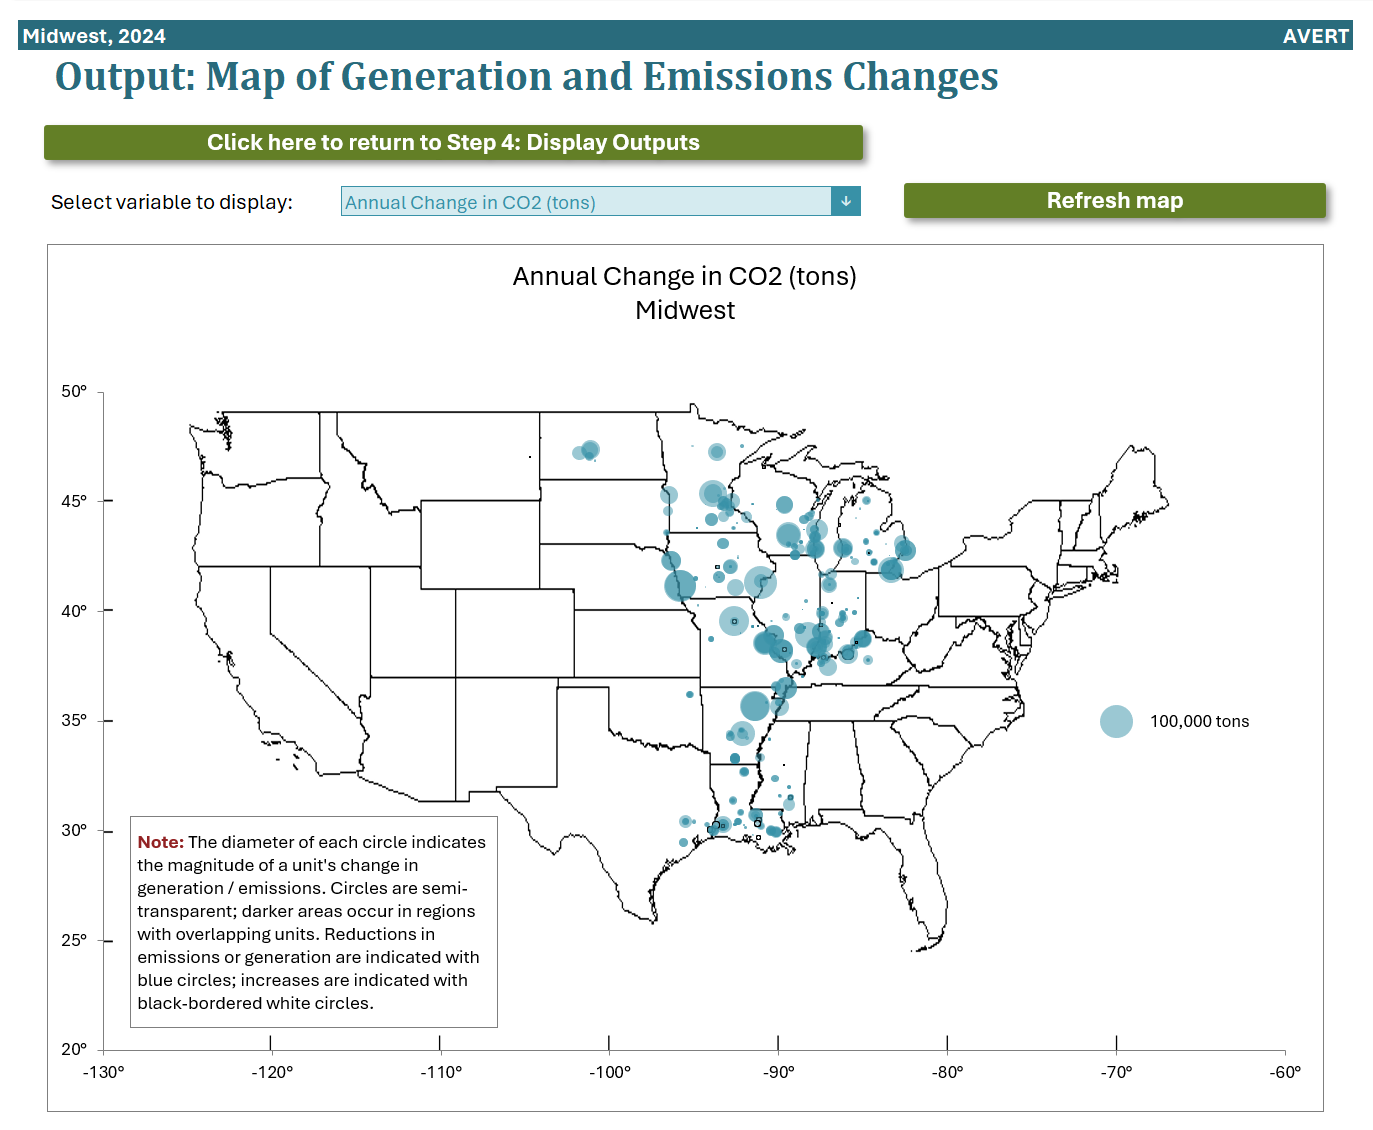 Midwest, 2024
AVERT
Output: Map of Generation and Emissions Changes
Click here to return to Step 4: Display Outputs
Select variable to display:
Annual Change in CO2 (tons)
Refresh map
Annual Change in CO2 (tons)
Midwest
50°
45°
40°
35°
30°
25°
20°
100,000 tons
Note: The diameter of each circle indicates
the magnitude of a unit's change in
generation / emissions. Circles are semi-
transparent; darker areas occur in regions
with overlapping units. Reductions in
emissions or generation are indicated with
blue circles; increases are indicated with
black-bordered white circles.
-130°
-120°
-110°
-100°
-90°
-80°
-70°
-60°